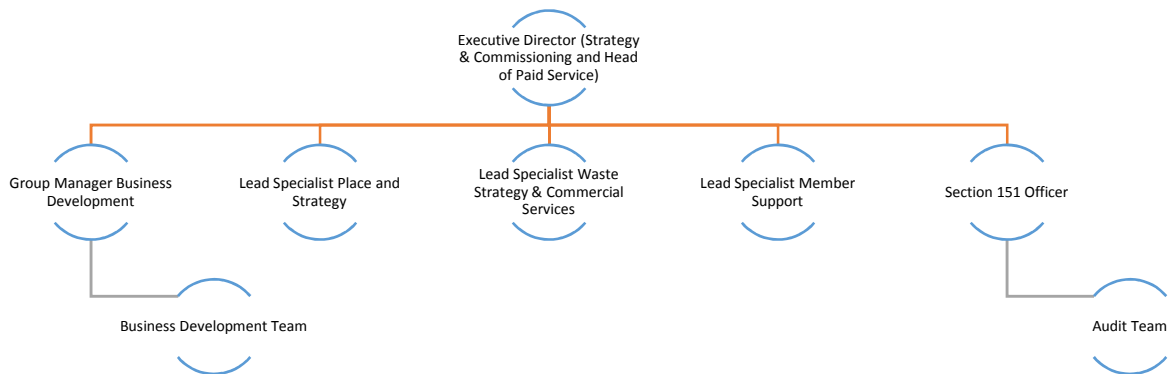 Executive Director (Strategy
& Commissioning and Head
of Paid Service)
Group Manager Business
Development
Lead Specialist Place and
Strategy
Lead Specialist Waste
Strategy & Commercial
Services
Lead Specialist Member
Support
Section 151 Officer
Business Development Team
Audit Team